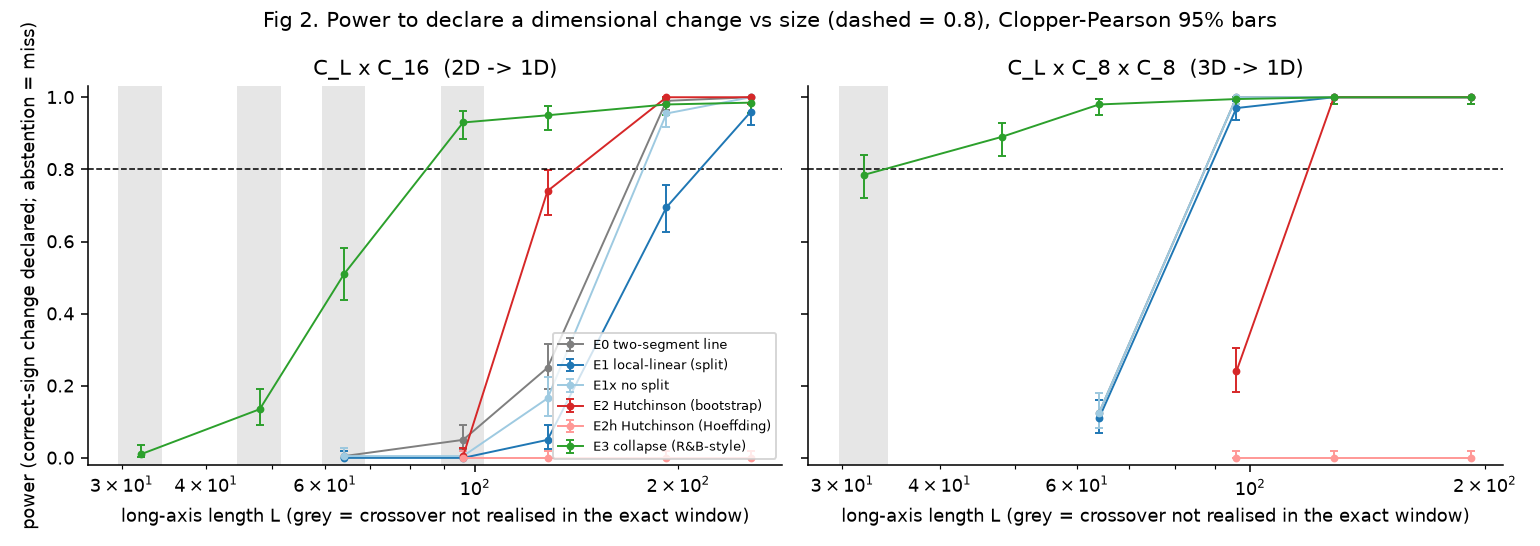 Fig 2. Power to declare a dimensional change vs size (dashed = 0.8), Clopper-Pearson 95% bars
power (correct-sign change declared; abstention = miss)
C_L x C_16 (2D -> 1D)
1.0
0.8
0.6
0.4
0.2
0.0
E0 two-segment line
E1 local-linear (split)
E1x no split
E2 Hutchinson (bootstrap)
E2h Hutchinson (Hoeffding)
E3 collapse (R&B-style)
3 × 10¹ 4 × 10¹ 6 × 10¹ 10² 2 × 10²
long-axis length L (grey = crossover not realised in the exact window)
C_L x C_8 x C_8 (3D -> 1D)
3 × 10¹ 4 × 10¹ 6 × 10¹ 10² 2 × 10²
long-axis length L (grey = crossover not realised in the exact window)